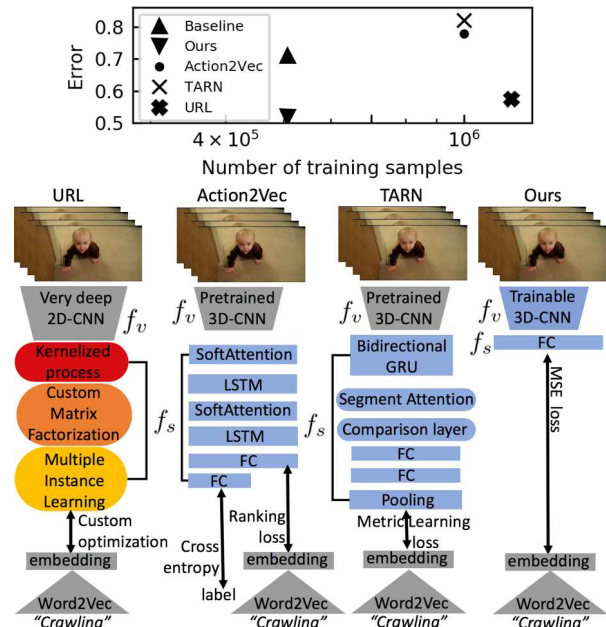 0.8
0.7
0.6
0.5
Error
Baseline
Ours
Action2Vec
TARN
URL
4 × 10⁵
10⁶
Number of training samples
URL
Action2Vec
TARN
Ours
Very deep
2D-CNN
f_v
Kernelized
process
Custom
Matrix
Factorization
Multiple
Instance
Learning
f_s
Custom
optimization
embedding
Word2Vec
"Crawling"
f_v
Pretrained
3D-CNN
SoftAttention
LSTM
SoftAttention
LSTM
FC
FC
Cross
entropy
label
Ranking
loss
embedding
Word2Vec
"Crawling"
f_v
Pretrained
3D-CNN
Bidirectional
GRU
Segment Attention
f_s
Comparison layer
FC
FC
Pooling
Metric Learning
loss
embedding
Word2Vec
"Crawling"
f_v
Trainable
3D-CNN
f_s
FC
MSE loss
embedding
Word2Vec
"Crawling"